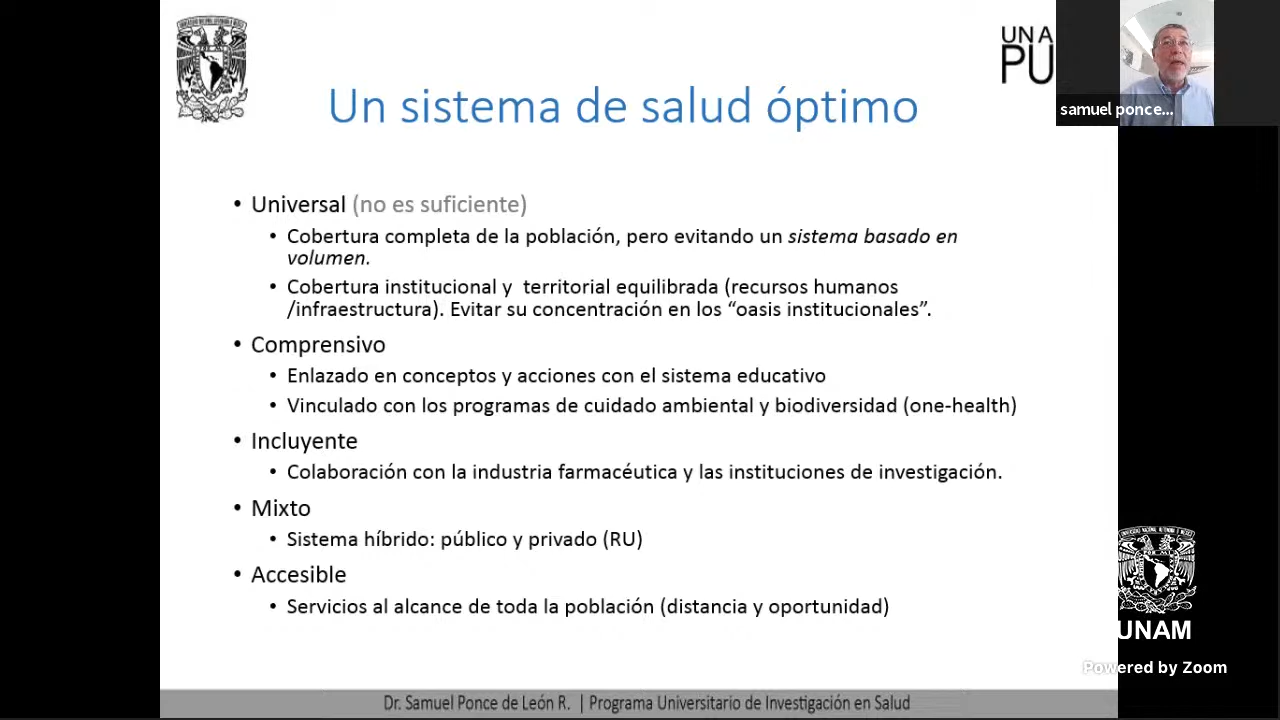 UNA
PU
samuel ponce...
Un sistema de salud óptimo
• Universal (no es suficiente)
• Cobertura completa de la población, pero evitando un sistema basado en
volumen.
• Cobertura institucional y territorial equilibrada (recursos humanos
/infraestructura). Evitar su concentración en los “oasis institucionales”.
• Comprensivo
• Enlazado en conceptos y acciones con el sistema educativo
• Vinculado con los programas de cuidado ambiental y biodiversidad (one-health)
• Incluyente
• Colaboración con la industria farmacéutica y las instituciones de investigación.
• Mixto
• Sistema híbrido: público y privado (RU)
• Accesible
• Servicios al alcance de toda la población (distancia y oportunidad)
UNAM
Powered by Zoom
Dr. Samuel Ponce de León R. | Programa Universitario de Investigación en Salud